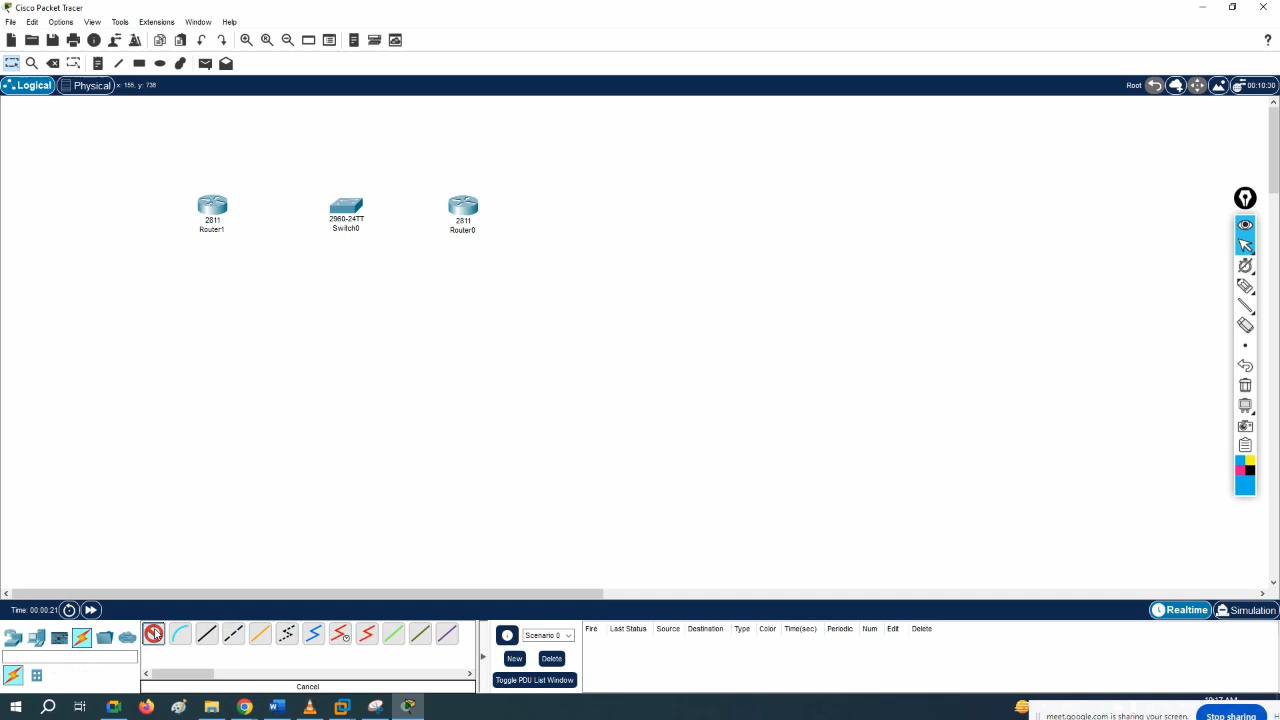 Cisco Packet Tracer
File Edit Options View Tools Extensions Window Help
?
Logical Physical x: 155, y: 736 Root 00:10:30
2811
Router1
2960-24TT
Switch0
2811
Router0
Time: 00:00:21 Realtime Simulation
Scenario 0
New Delete
Toggle PDU List Window
Fire Last Status Source Destination Type Color Time(sec) Periodic Num Edit Delete
Cancel
meet.google.com is sharing your screen. Stop sharing